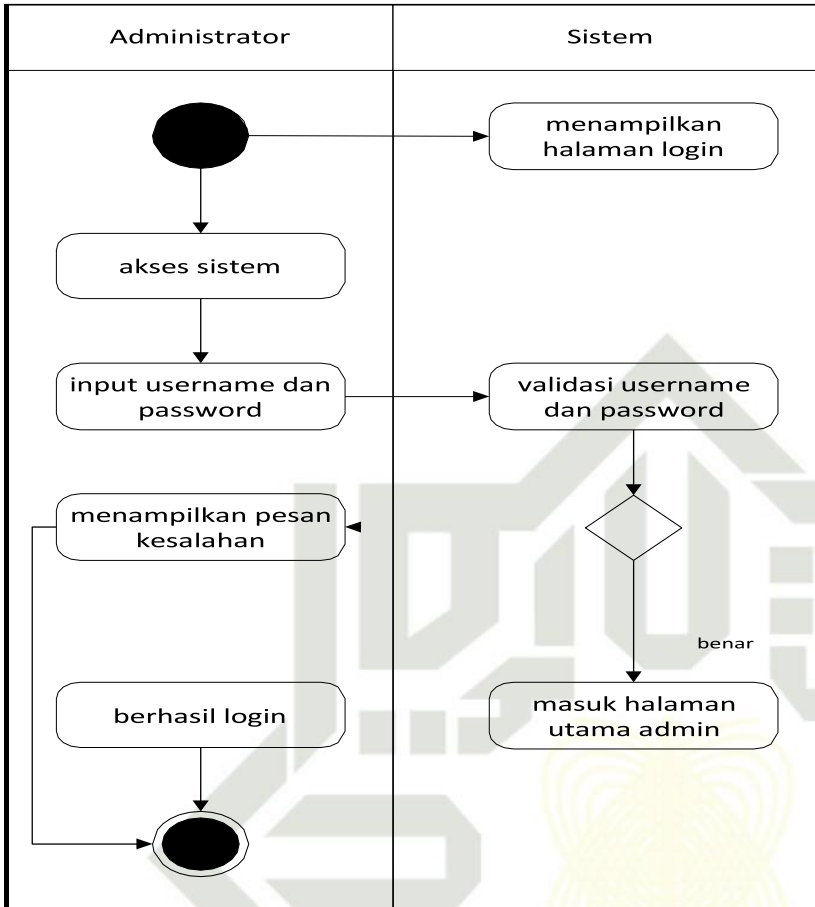 Administrator
Sistem
menampilkan
halaman login
akses sistem
input username dan
password
validasi username
dan password
menampilkan pesan
kesalahan
benar
berhasil login
masuk halaman
utama admin